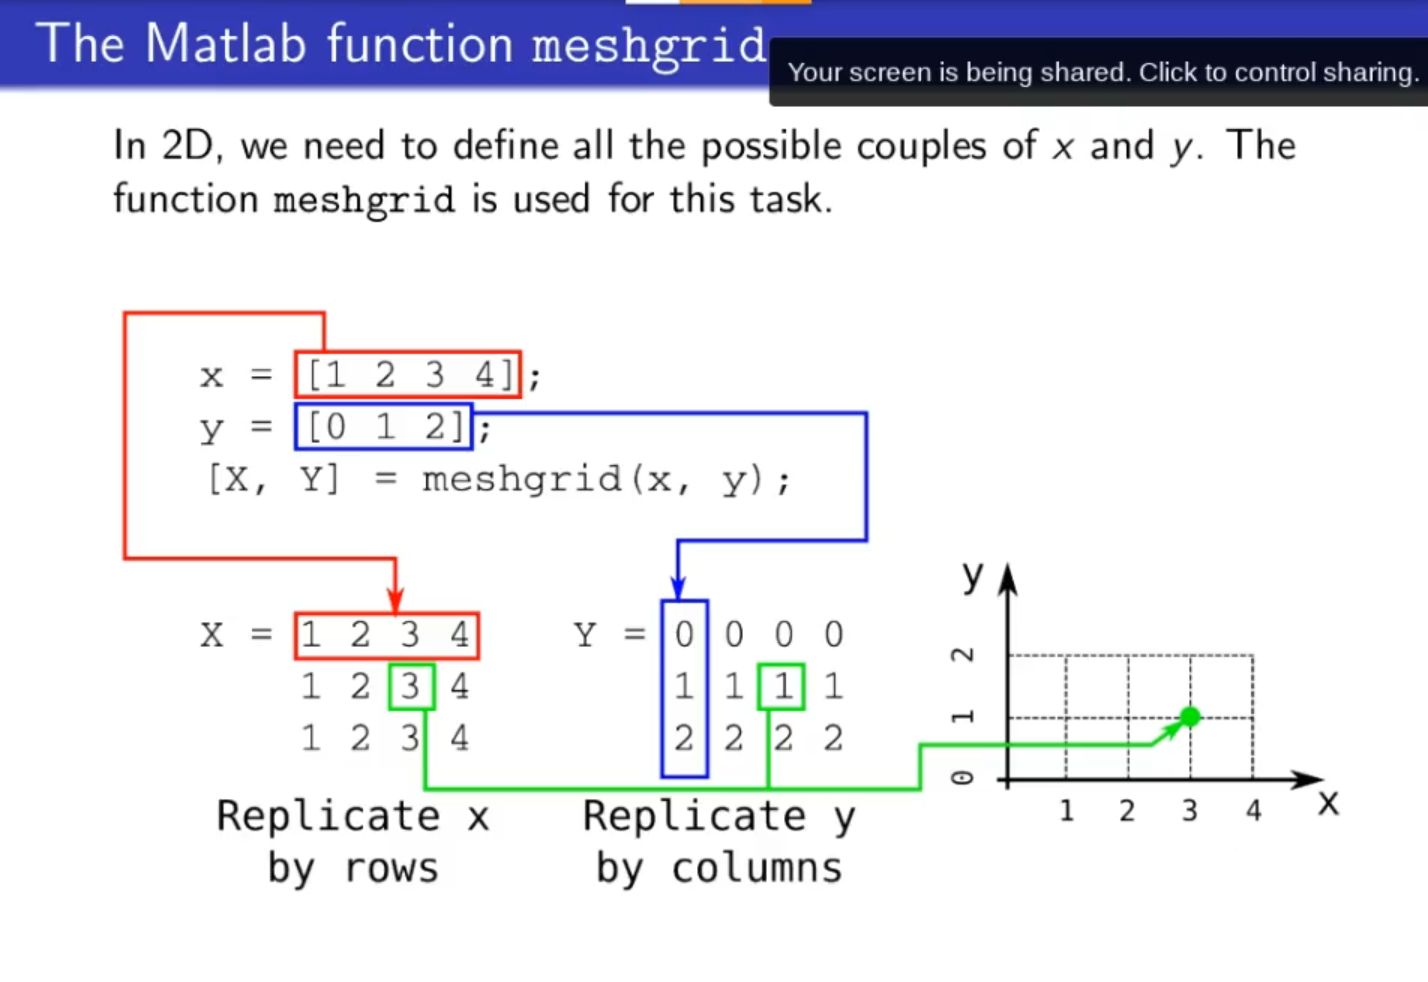 The Matlab function meshgrid
Your screen is being shared. Click to control sharing.
In 2D, we need to define all the possible couples of x and y. The
function meshgrid is used for this task.
x = [1 2 3 4];
y = [0 1 2];
[X, Y] = meshgrid(x, y);
X = 1 2 3 4
1 2 3 4
1 2 3 4
Replicate x
by rows
Y = 0 0 0 0
1 1 1 1
2 2 2 2
Replicate y
by columns
y
2
1
0
1 2 3 4
x